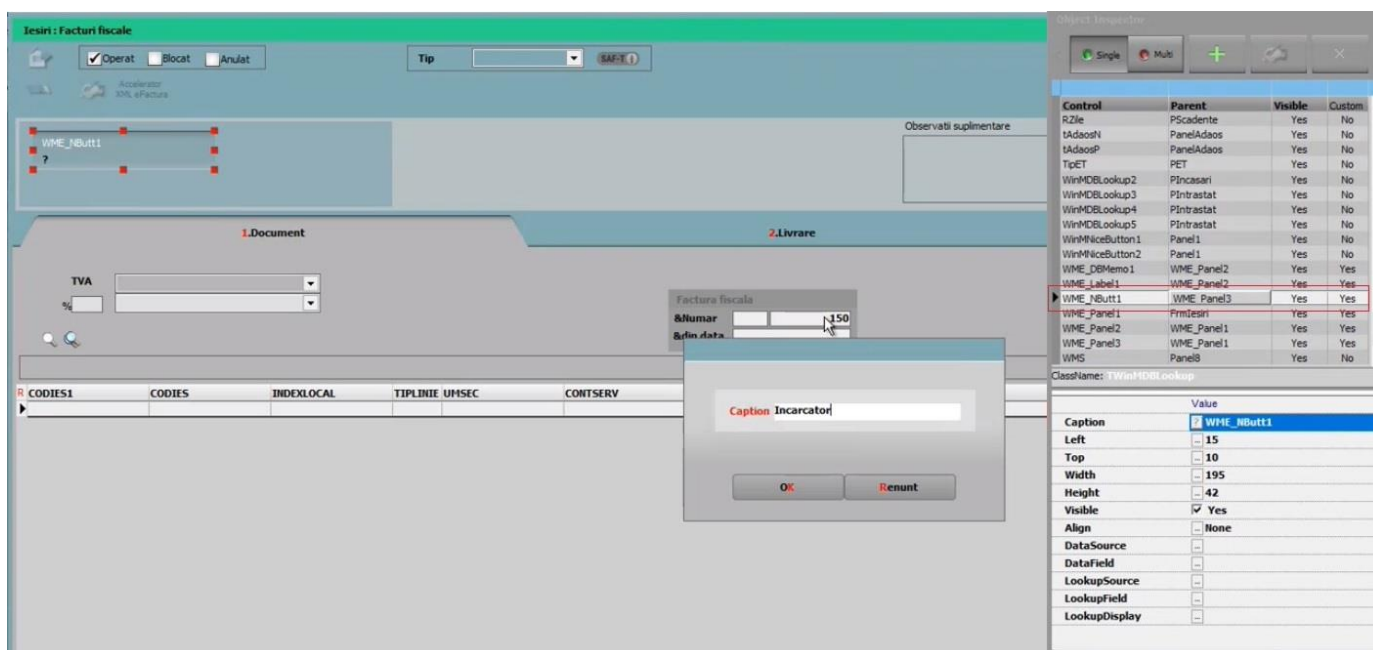 Iesiri : Facturi fiscale
Operat Blocat Anulat
Tip
SAF-T
Accelerator
XML eFactura
WME_NButt1
?
Observatii suplimentare
1.Document
2.Livrare
TVA
%
Factura fiscala
&Numar 150
&din data
R CODIES1 CODIES INDEXLOCAL TIPLINIE UMSEC CONTSERV
Caption Incarcator
OK Renunt
Object Inspector
Single Multi
Control Parent Visible Custom
RZile PScadente Yes No
tAdaosN PanelAdaos Yes No
tAdaosP PanelAdaos Yes No
TipET PET Yes No
WinMDBLookup2 PIncasari Yes No
WinMDBLookup3 PIntrastat Yes No
WinMDBLookup4 PIntrastat Yes No
WinMDBLookup5 PIntrastat Yes No
WinMNiceButton1 Panel1 Yes No
WinMNiceButton2 Panel1 Yes No
WME_DBMemo1 WME_Panel2 Yes Yes
WME_Label1 WME_Panel2 Yes Yes
WME_NButt1 WME_Panel3 Yes Yes
WME_Panel1 FrmIesiri Yes Yes
WME_Panel2 WME_Panel1 Yes Yes
WME_Panel3 WME_Panel1 Yes Yes
WMS Panel8 Yes No
ClassName: TWinMDBLookup
Value
Caption ? WME_NButt1
Left ... 15
Top ... 10
Width ... 195
Height ... 42
Visible Yes
Align ... None
DataSource ...
DataField ...
LookupSource ...
LookupField ...
LookupDisplay ...